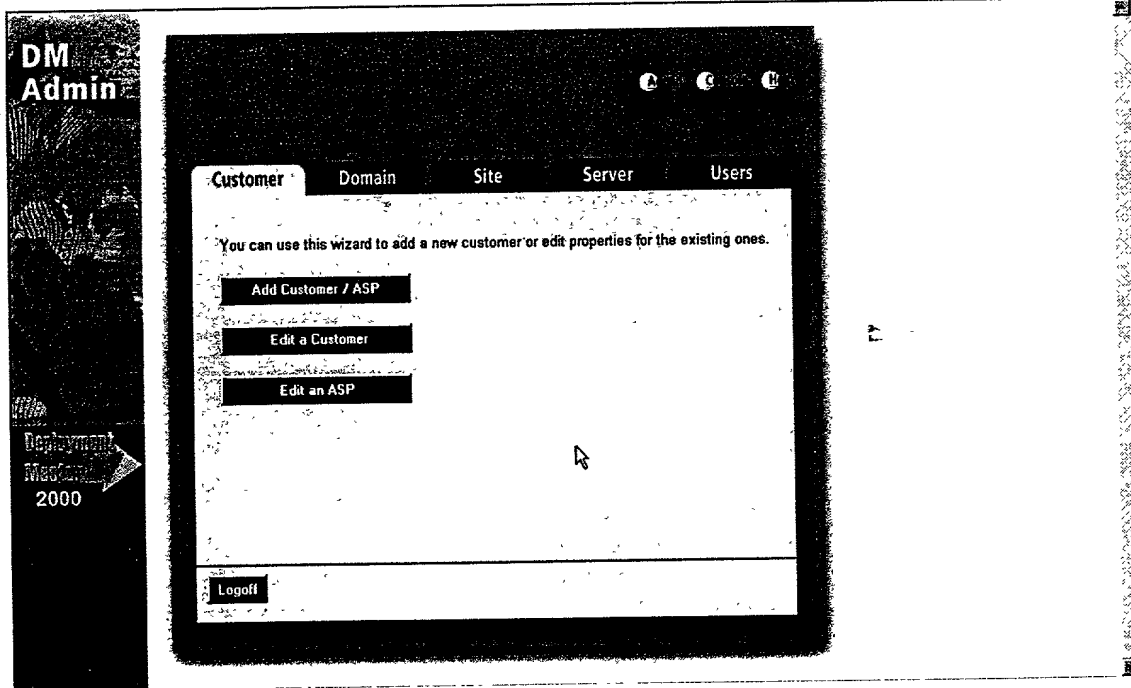 DM
Admin
A C H
Customer Domain Site Server Users
You can use this wizard to add a new customer or edit properties for the existing ones.
Add Customer / ASP
Edit a Customer
Edit an ASP
Deployment
2000
Logoff